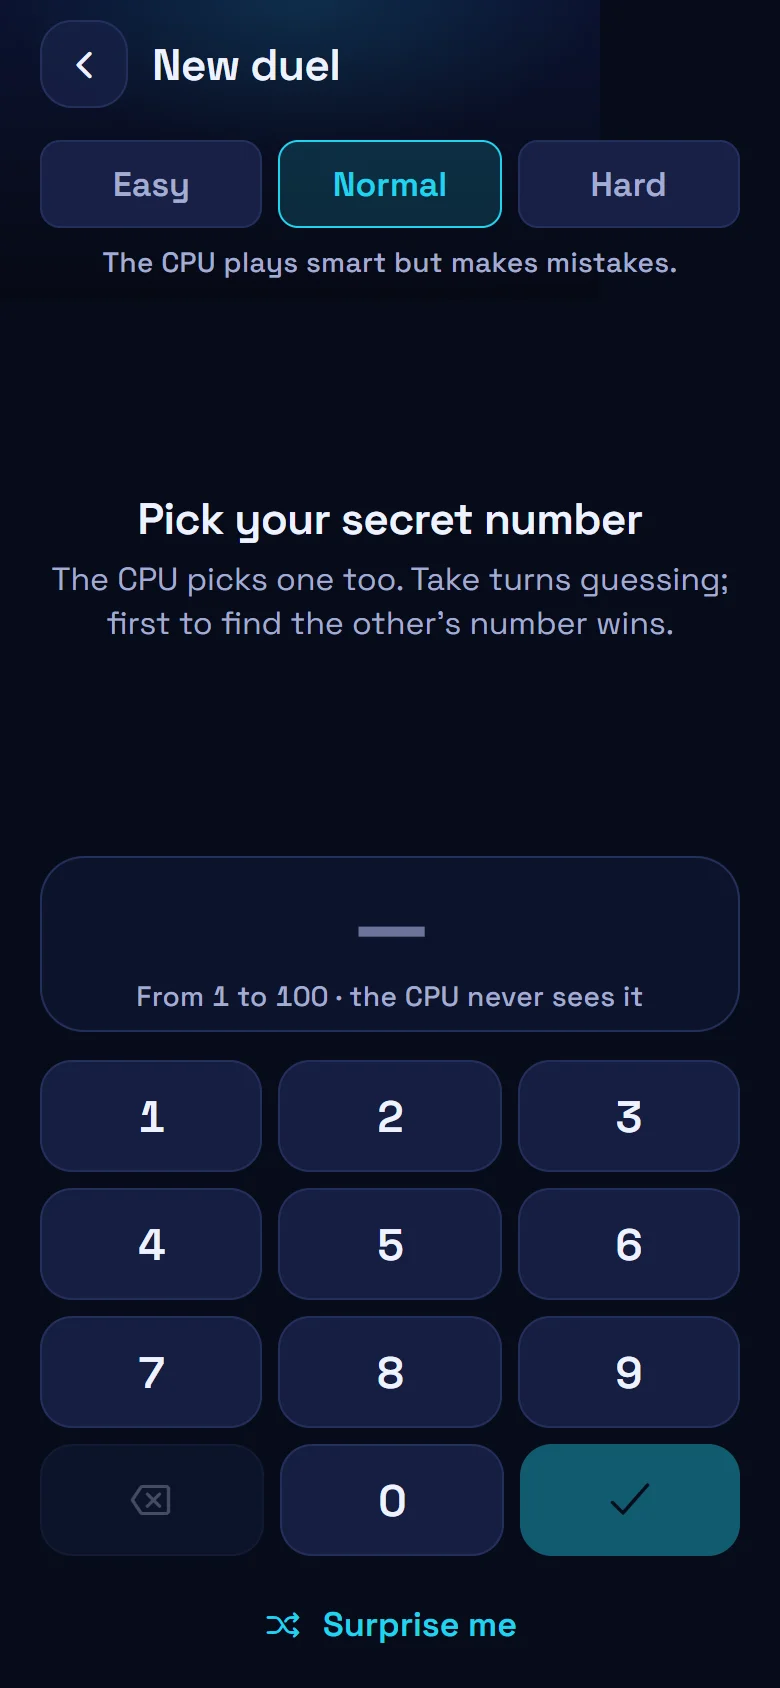 New duel
Easy
Normal
Hard
The CPU plays smart but makes mistakes.
Pick your secret number
The CPU picks one too. Take turns guessing;
first to find the other’s number wins.
—
From 1 to 100 · the CPU never sees it
1
2
3
4
5
6
7
8
9
0
Surprise me